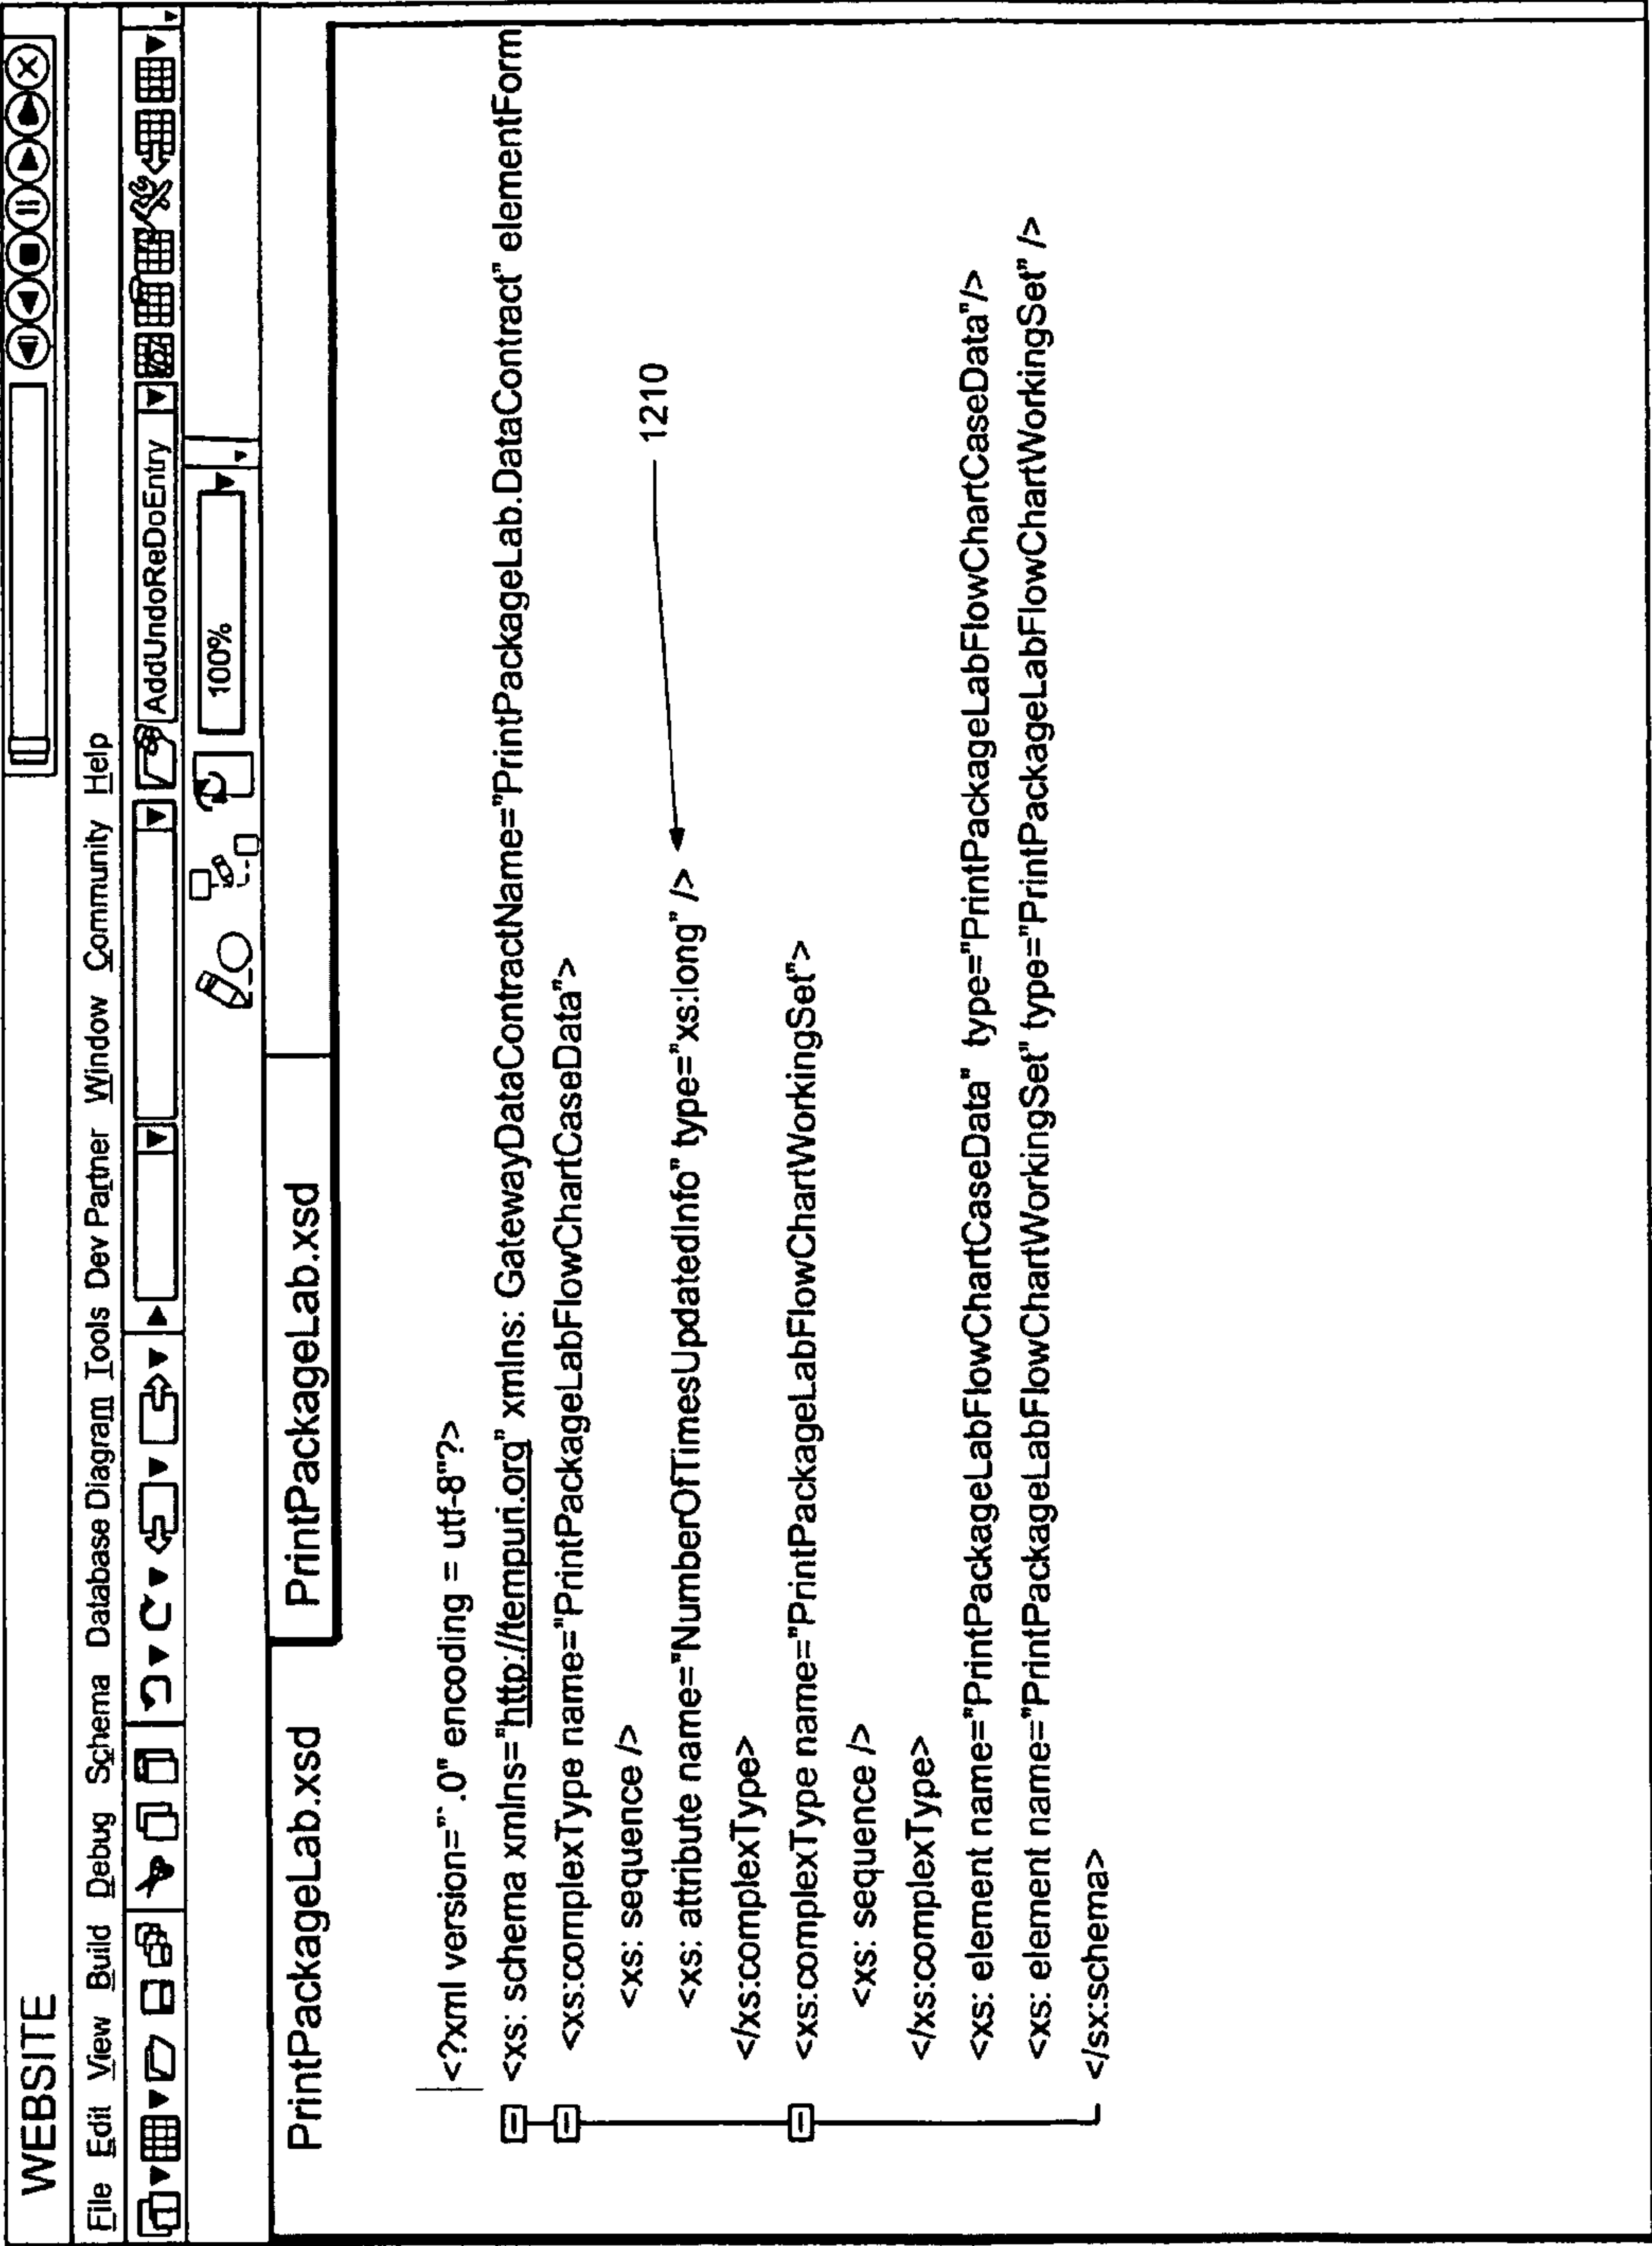 WEBSITE
File Edit View Build Debug Schema Database Diagram Tools Dev Partner Window Community Help
AddUndoReDoEntry
100%
PrintPackageLab.xsd PrintPackageLab.xsd
<?xml version="`.0" encoding = utf-8"?>
<xs: schema xmlns="http://tempuri.org" xmlns: GatewayDataContractName="PrintPackageLab.DataContract" elementForm
<xs:complexType name="PrintPackageLabFlowChartCaseData">
<xs: sequence />
<xs: attribute name="NumberOfTimesUpdatedInfo" type="xs:long" />
1210
</xs:complexType>
<xs:complexType name="PrintPackageLabFlowChartWorkingSet">
<xs: sequence />
</xs:complexType>
<xs: element name="PrintPackageLabFlowChartCaseData" type="PrintPackageLabFlowChartCaseData"/>
<xs: element name="PrintPackageLabFlowChartWorkingSet" type="PrintPackageLabFlowChartWorkingSet" />
</sx:schema>